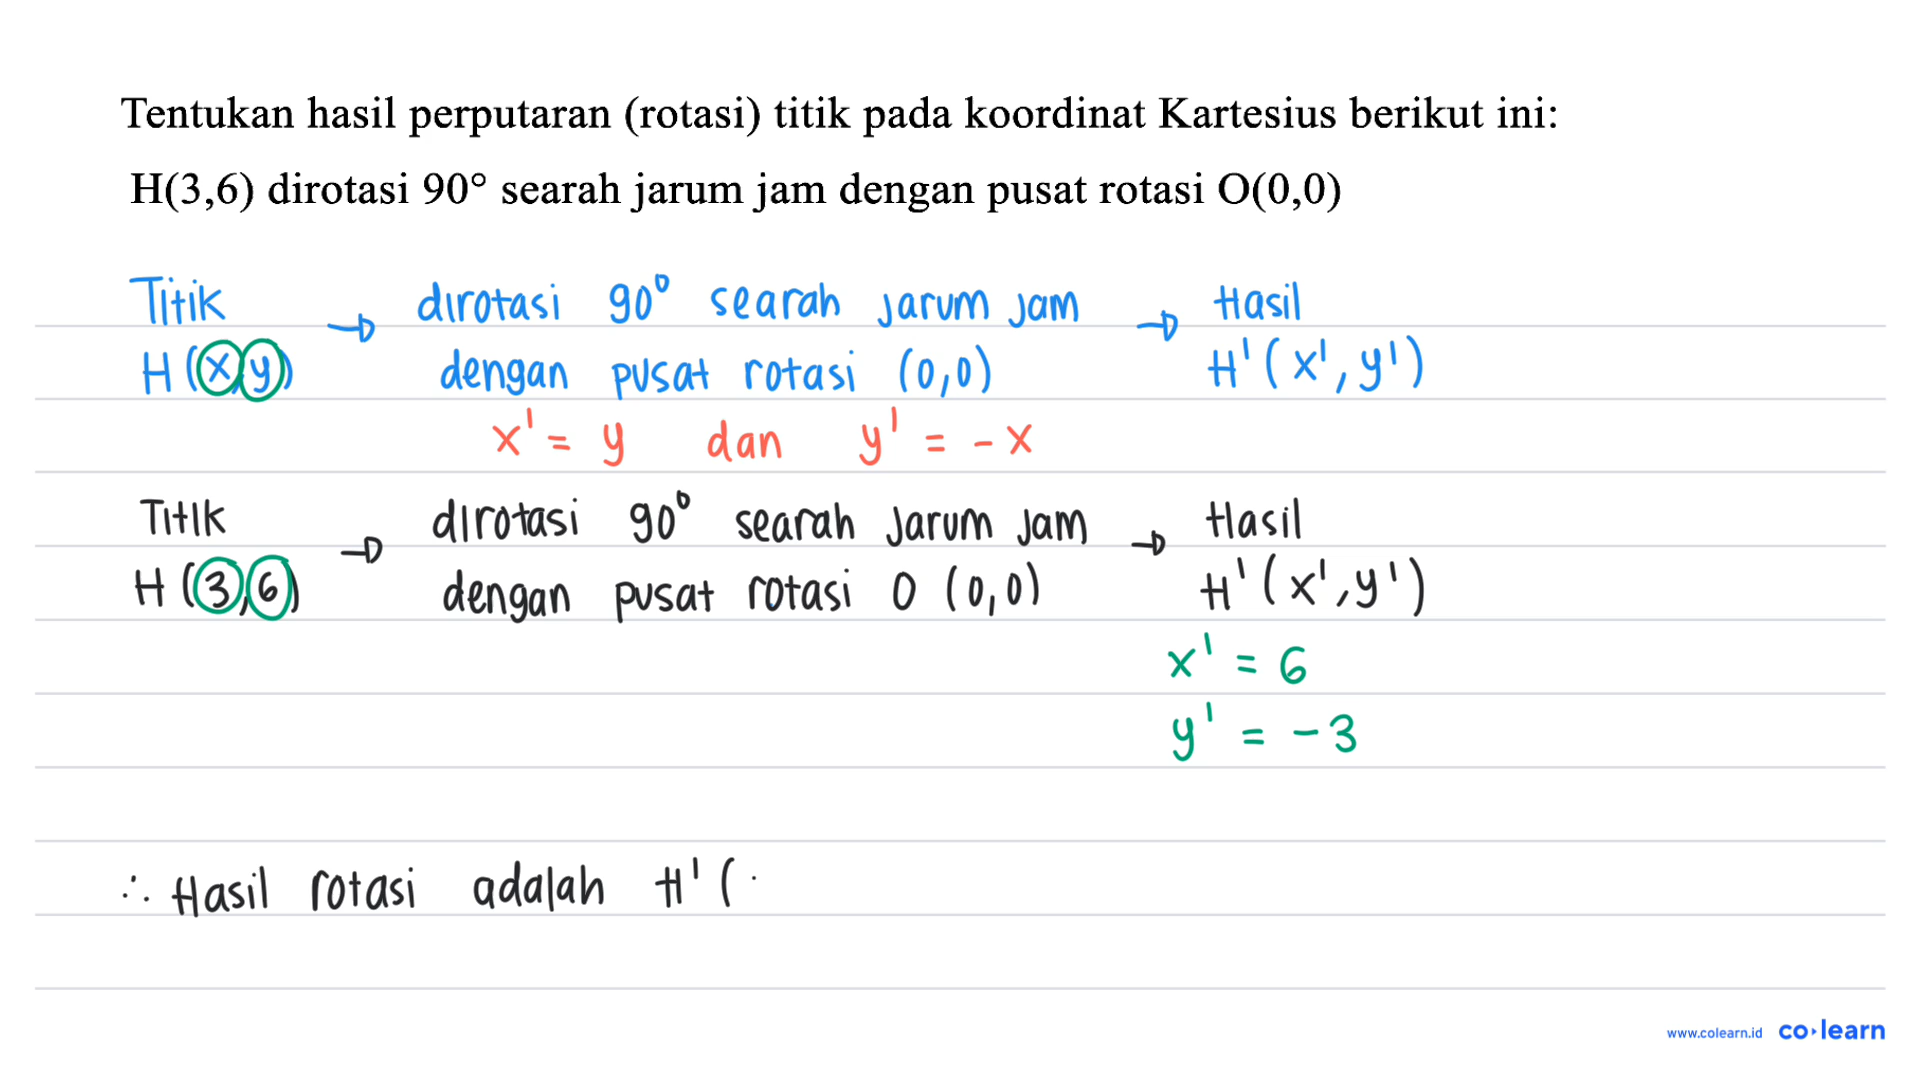 Tentukan hasil perputaran (rotasi) titik pada koordinat Kartesius berikut ini:
H(3,6) dirotasi 90° searah jarum jam dengan pusat rotasi O(0,0)
Titik → dirotasi 90° searah jarum jam → Hasil
H(x,y) dengan pusat rotasi (0,0) H'(x', y')
x' = y dan y' = -x
Titik → dirotasi 90° searah jarum jam → Hasil
H(3,6) dengan pusat rotasi O (0,0) H'(x',y')
x' = 6
y' = -3
∴ Hasil rotasi adalah H' (
www.colearn.id co·learn